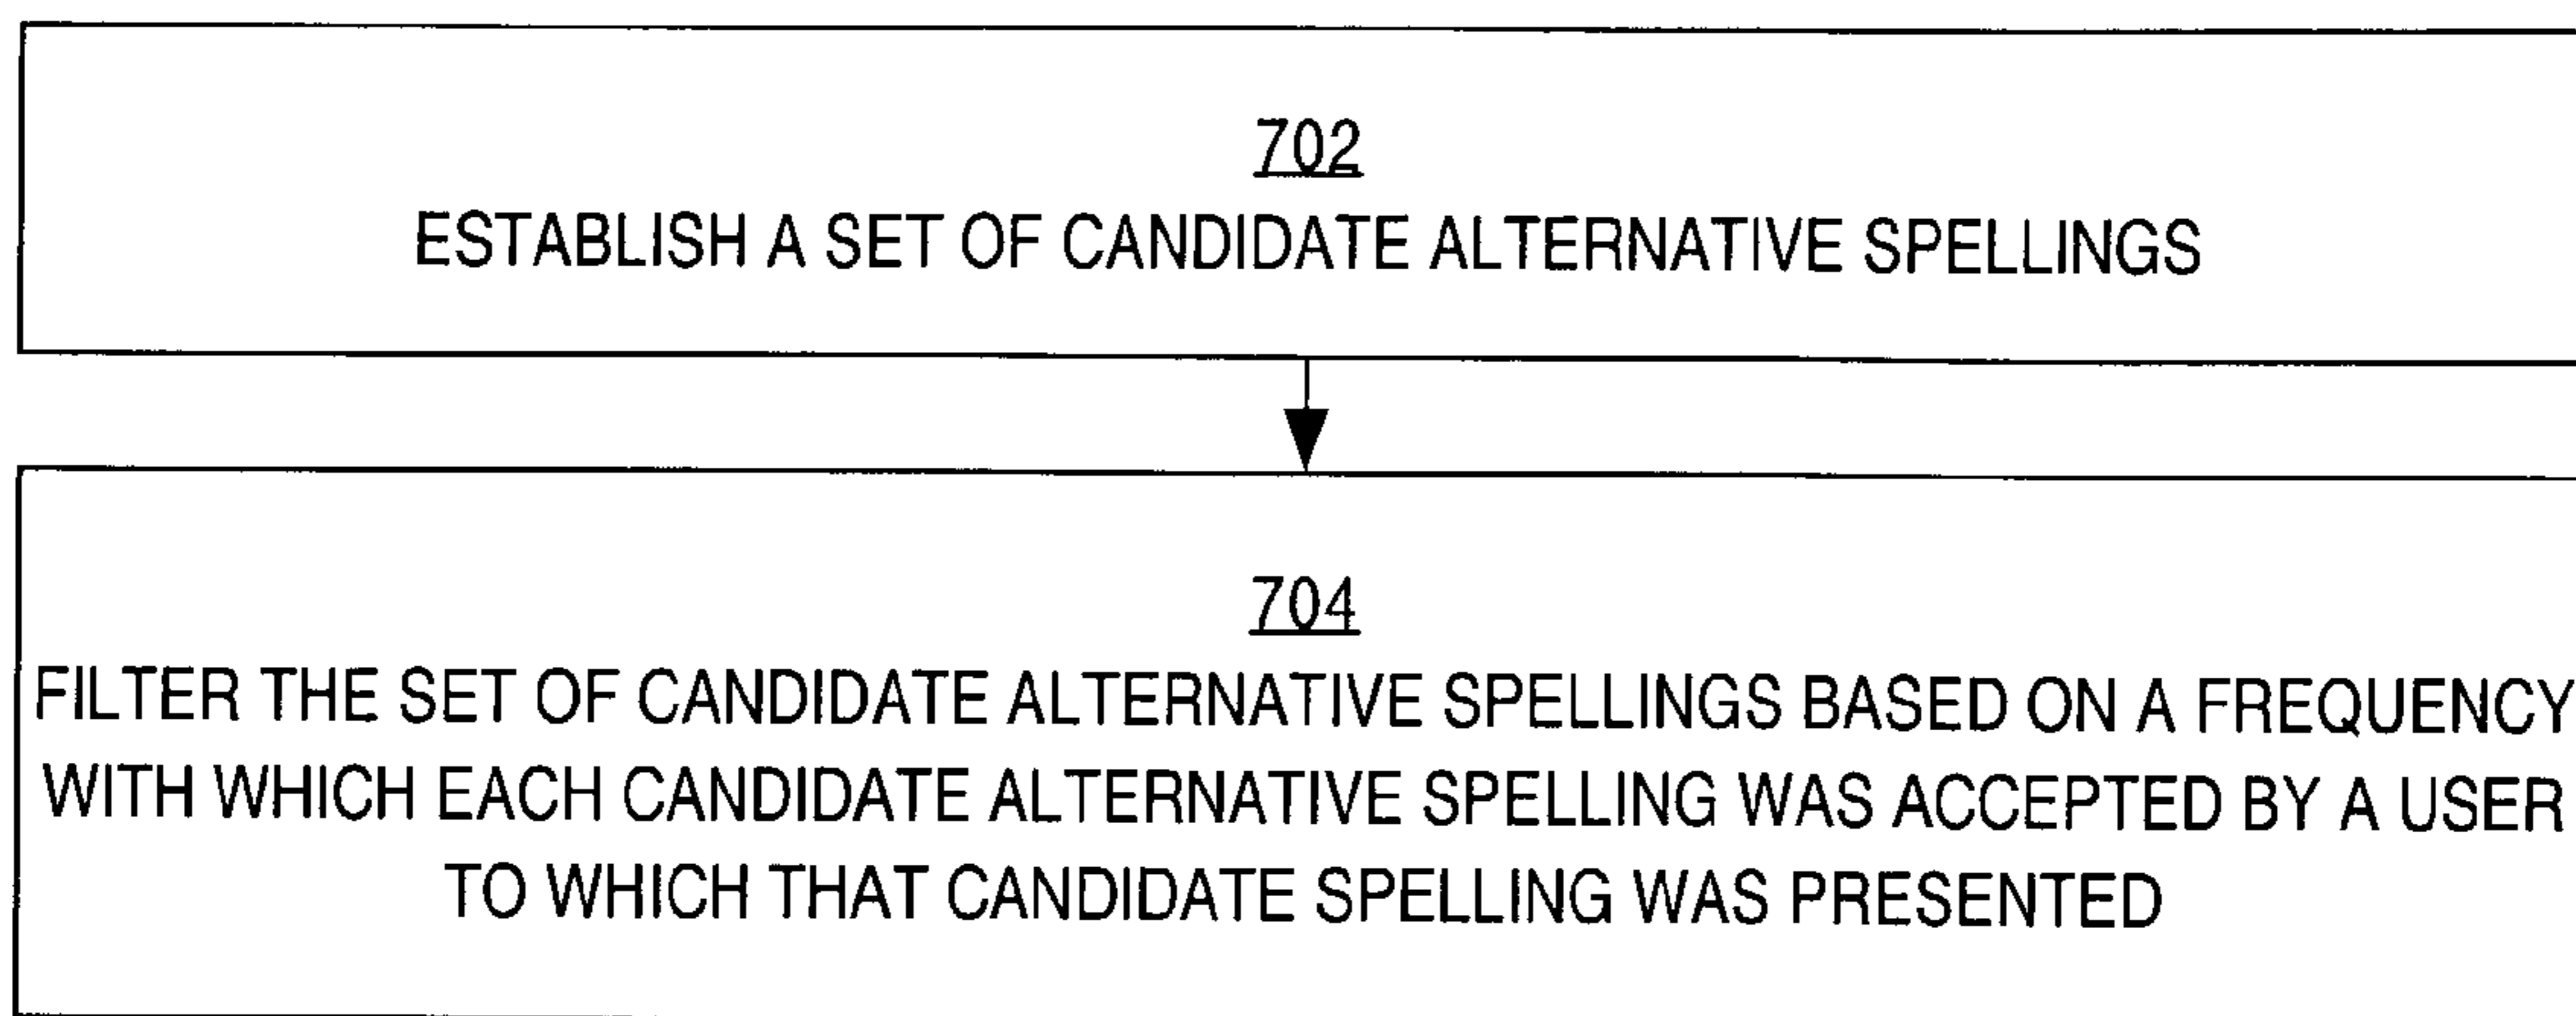 702
ESTABLISH A SET OF CANDIDATE ALTERNATIVE SPELLINGS
704
FILTER THE SET OF CANDIDATE ALTERNATIVE SPELLINGS BASED ON A FREQUENCY
WITH WHICH EACH CANDIDATE ALTERNATIVE SPELLING WAS ACCEPTED BY A USER
TO WHICH THAT CANDIDATE SPELLING WAS PRESENTED